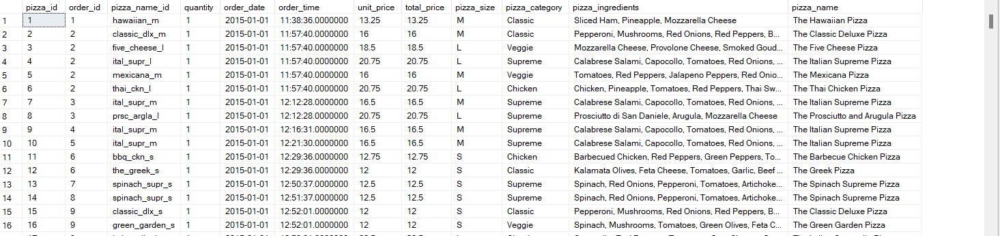 pizza_id order_id pizza_name_id quantity order_date order_time unit_price total_price pizza_size pizza_category pizza_ingredients pizza_name
1 1 1 hawaiian_m 1 2015-01-01 11:38:36.0000000 13.25 13.25 M Classic Sliced Ham, Pineapple, Mozzarella Cheese The Hawaiian Pizza
2 2 2 classic_dlx_m 1 2015-01-01 11:57:40.0000000 16 16 M Classic Pepperoni, Mushrooms, Red Onions, Red Peppers, B... The Classic Deluxe Pizza
3 3 2 five_cheese_l 1 2015-01-01 11:57:40.0000000 18.5 18.5 L Veggie Mozzarella Cheese, Provolone Cheese, Smoked Goud... The Five Cheese Pizza
4 4 2 ital_supr_l 1 2015-01-01 11:57:40.0000000 20.75 20.75 L Supreme Calabrese Salami, Capocollo, Tomatoes, Red Onions, ... The Italian Supreme Pizza
5 5 2 mexicana_m 1 2015-01-01 11:57:40.0000000 16 16 M Veggie Tomatoes, Red Peppers, Jalapeno Peppers, Red Onio... The Mexicana Pizza
6 6 2 thai_ckn_l 1 2015-01-01 11:57:40.0000000 20.75 20.75 L Chicken Chicken, Pineapple, Tomatoes, Red Peppers, Thai Sw... The Thai Chicken Pizza
7 7 3 ital_supr_m 1 2015-01-01 12:12:28.0000000 16.5 16.5 M Supreme Calabrese Salami, Capocollo, Tomatoes, Red Onions, ... The Italian Supreme Pizza
8 8 3 prsc_argla_l 1 2015-01-01 12:12:28.0000000 20.75 20.75 L Supreme Prosciutto di San Daniele, Arugula, Mozzarella Cheese The Prosciutto and Arugula Pizza
9 9 4 ital_supr_m 1 2015-01-01 12:16:31.0000000 16.5 16.5 M Supreme Calabrese Salami, Capocollo, Tomatoes, Red Onions, ... The Italian Supreme Pizza
10 10 5 ital_supr_m 1 2015-01-01 12:21:30.0000000 16.5 16.5 M Supreme Calabrese Salami, Capocollo, Tomatoes, Red Onions, ... The Italian Supreme Pizza
11 11 6 bbq_ckn_s 1 2015-01-01 12:29:36.0000000 12.75 12.75 S Chicken Barbecued Chicken, Red Peppers, Green Peppers, To... The Barbecue Chicken Pizza
12 12 6 the_greek_s 1 2015-01-01 12:29:36.0000000 12 12 S Classic Kalamata Olives, Feta Cheese, Tomatoes, Garlic, Beef ... The Greek Pizza
13 13 7 spinach_supr_s 1 2015-01-01 12:50:37.0000000 12.5 12.5 S Supreme Spinach, Red Onions, Pepperoni, Tomatoes, Artichoke... The Spinach Supreme Pizza
14 14 8 spinach_supr_s 1 2015-01-01 12:51:37.0000000 12.5 12.5 S Supreme Spinach, Red Onions, Pepperoni, Tomatoes, Artichoke... The Spinach Supreme Pizza
15 15 9 classic_dlx_s 1 2015-01-01 12:52:01.0000000 12 12 S Classic Pepperoni, Mushrooms, Red Onions, Red Peppers, B... The Classic Deluxe Pizza
16 16 9 green_garden_s 1 2015-01-01 12:52:01.0000000 12 12 S Veggie Spinach, Mushrooms, Tomatoes, Green Olives, Feta C... The Green Garden Pizza